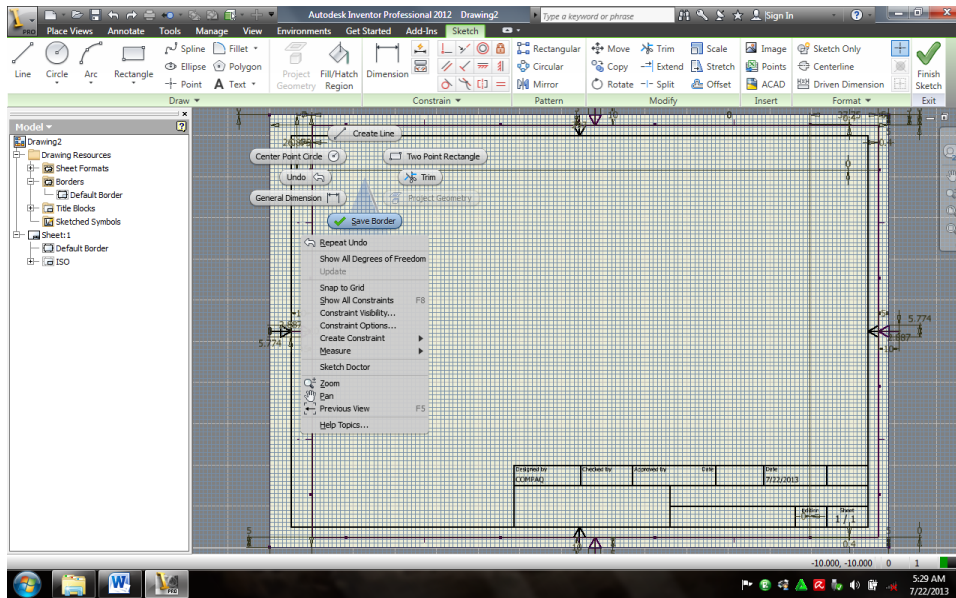 Autodesk Inventor Professional 2012 Drawing2
Type a keyword or phrase
Sign In
PRO
Place Views Annotate Tools Manage View Environments Get Started Add-Ins Sketch
Line
Circle
Arc
Rectangle
Spline
Ellipse
Point
Fillet
Polygon
A Text
Project Geometry
Fill/Hatch Region
Dimension
Rectangular
Circular
Mirror
Move
Copy
Rotate
Trim
Extend
Split
Scale
Stretch
Offset
Image
Points
ACAD
Sketch Only
Centerline
Driven Dimension
Finish Sketch
Draw
Constrain
Pattern
Modify
Insert
Format
Exit
Model
Drawing2
Drawing Resources
Sheet Formats
Borders
Default Border
Title Blocks
Sketched Symbols
Sheet:1
Default Border
ISO
Create Line
Center Point Circle
Two Point Rectangle
Undo
Trim
General Dimension
Project Geometry
Save Border
Repeat Undo
Show All Degrees of Freedom
Update
Snap to Grid
Show All Constraints F8
Constraint Visibility...
Constraint Options...
Create Constraint
Measure
Sketch Doctor
Zoom
Pan
Previous View F5
Help Topics...
5.774
5.774
Designed by
COMPAQ
Checked by
Approved by
Date
Date
7/22/2013
Edition
Sheet
1 / 1
0.4
5
-10.000, -10.000 0 1
5:29 AM
7/22/2013